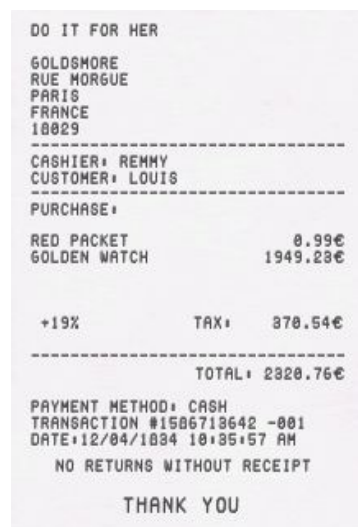 DO IT FOR HER
GOLDSMORE
RUE MORGUE
PARIS
FRANCE
18029
---------------------------------
CASHIER: REMMY
CUSTOMER: LOUIS
---------------------------------
PURCHASE:
RED PACKET 0.99€
GOLDEN WATCH 1949.23€
+19% TAX: 370.54€
---------------------------------
TOTAL: 2320.76€
PAYMENT METHOD: CASH
TRANSACTION #1586713642 -001
DATE:12/04/1834 10:35:57 AM
NO RETURNS WITHOUT RECEIPT
THANK YOU